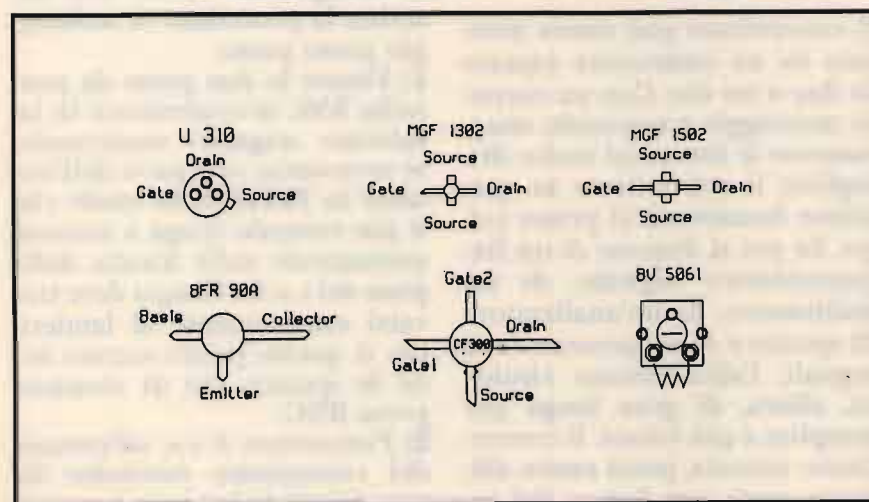 U 310
Drain
Gate Source
MGF 1302
Source
Gate Drain
Source
MGF 1502
Source
Gate Drain
Source
BFR 90A
Basis Collector
Emitter
Gate2
Drain
CF300
Gate1
Source
BV 5061